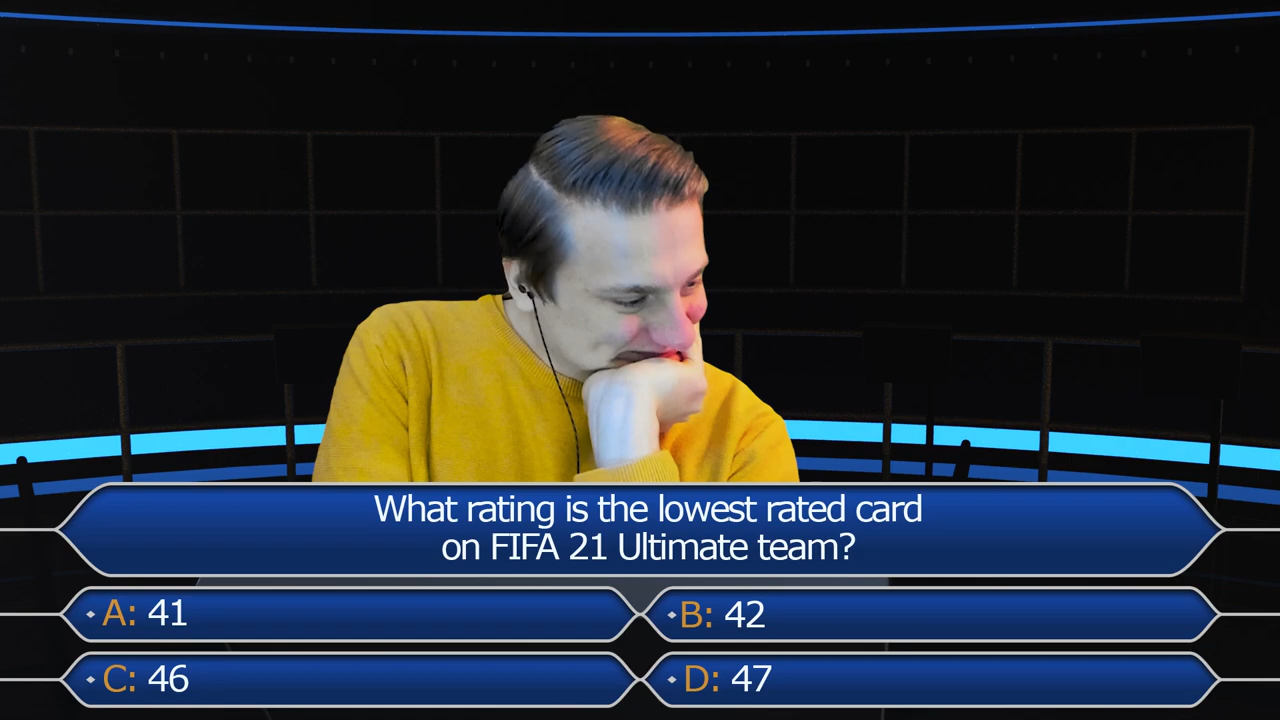 What rating is the lowest rated card
on FIFA 21 Ultimate team?
A: 41
B: 42
C: 46
D: 47